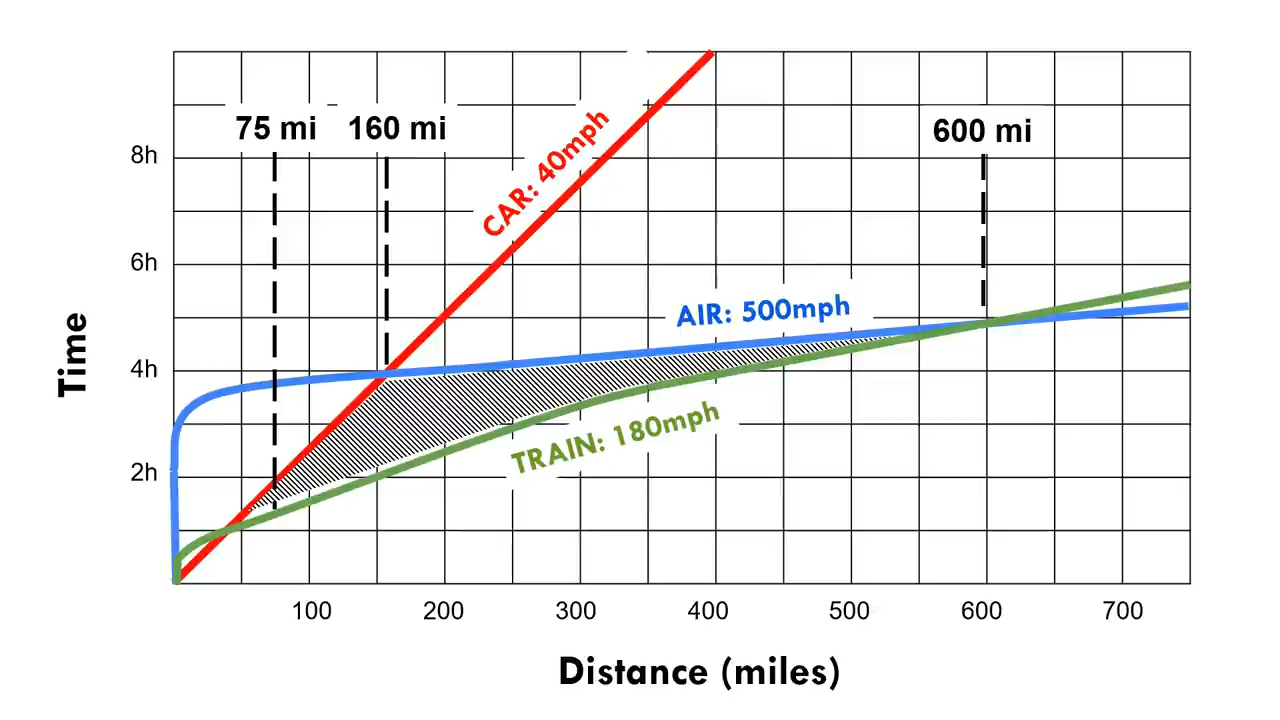 75 mi
160 mi
600 mi
CAR: 40mph
AIR: 500mph
TRAIN: 180mph
8h
6h
4h
2h
Time
100
200
300
400
500
600
700
Distance (miles)